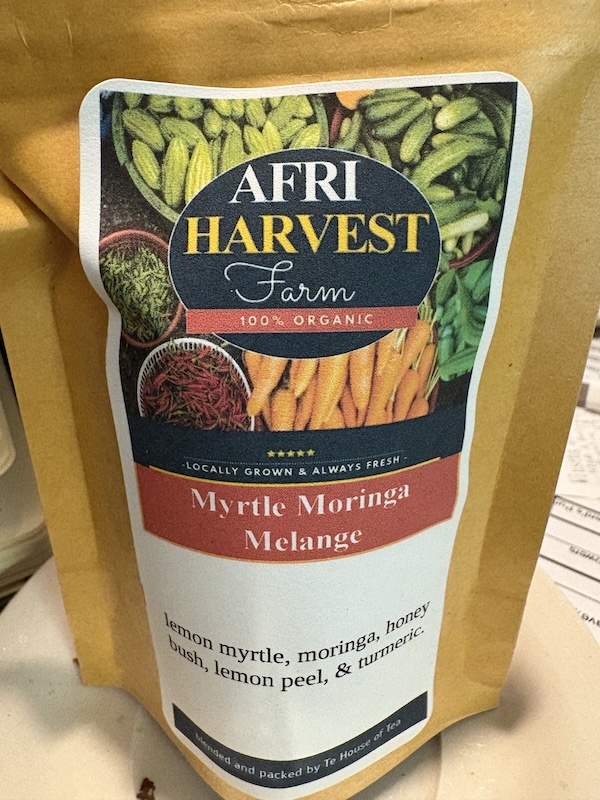 AFRI
HARVEST
Farm
100% ORGANIC
-LOCALLY GROWN & ALWAYS FRESH-
Myrtle Moringa
Melange
lemon myrtle, moringa, honey
bush, lemon peel, & turmeric.
blended and packed by Te House of Tea